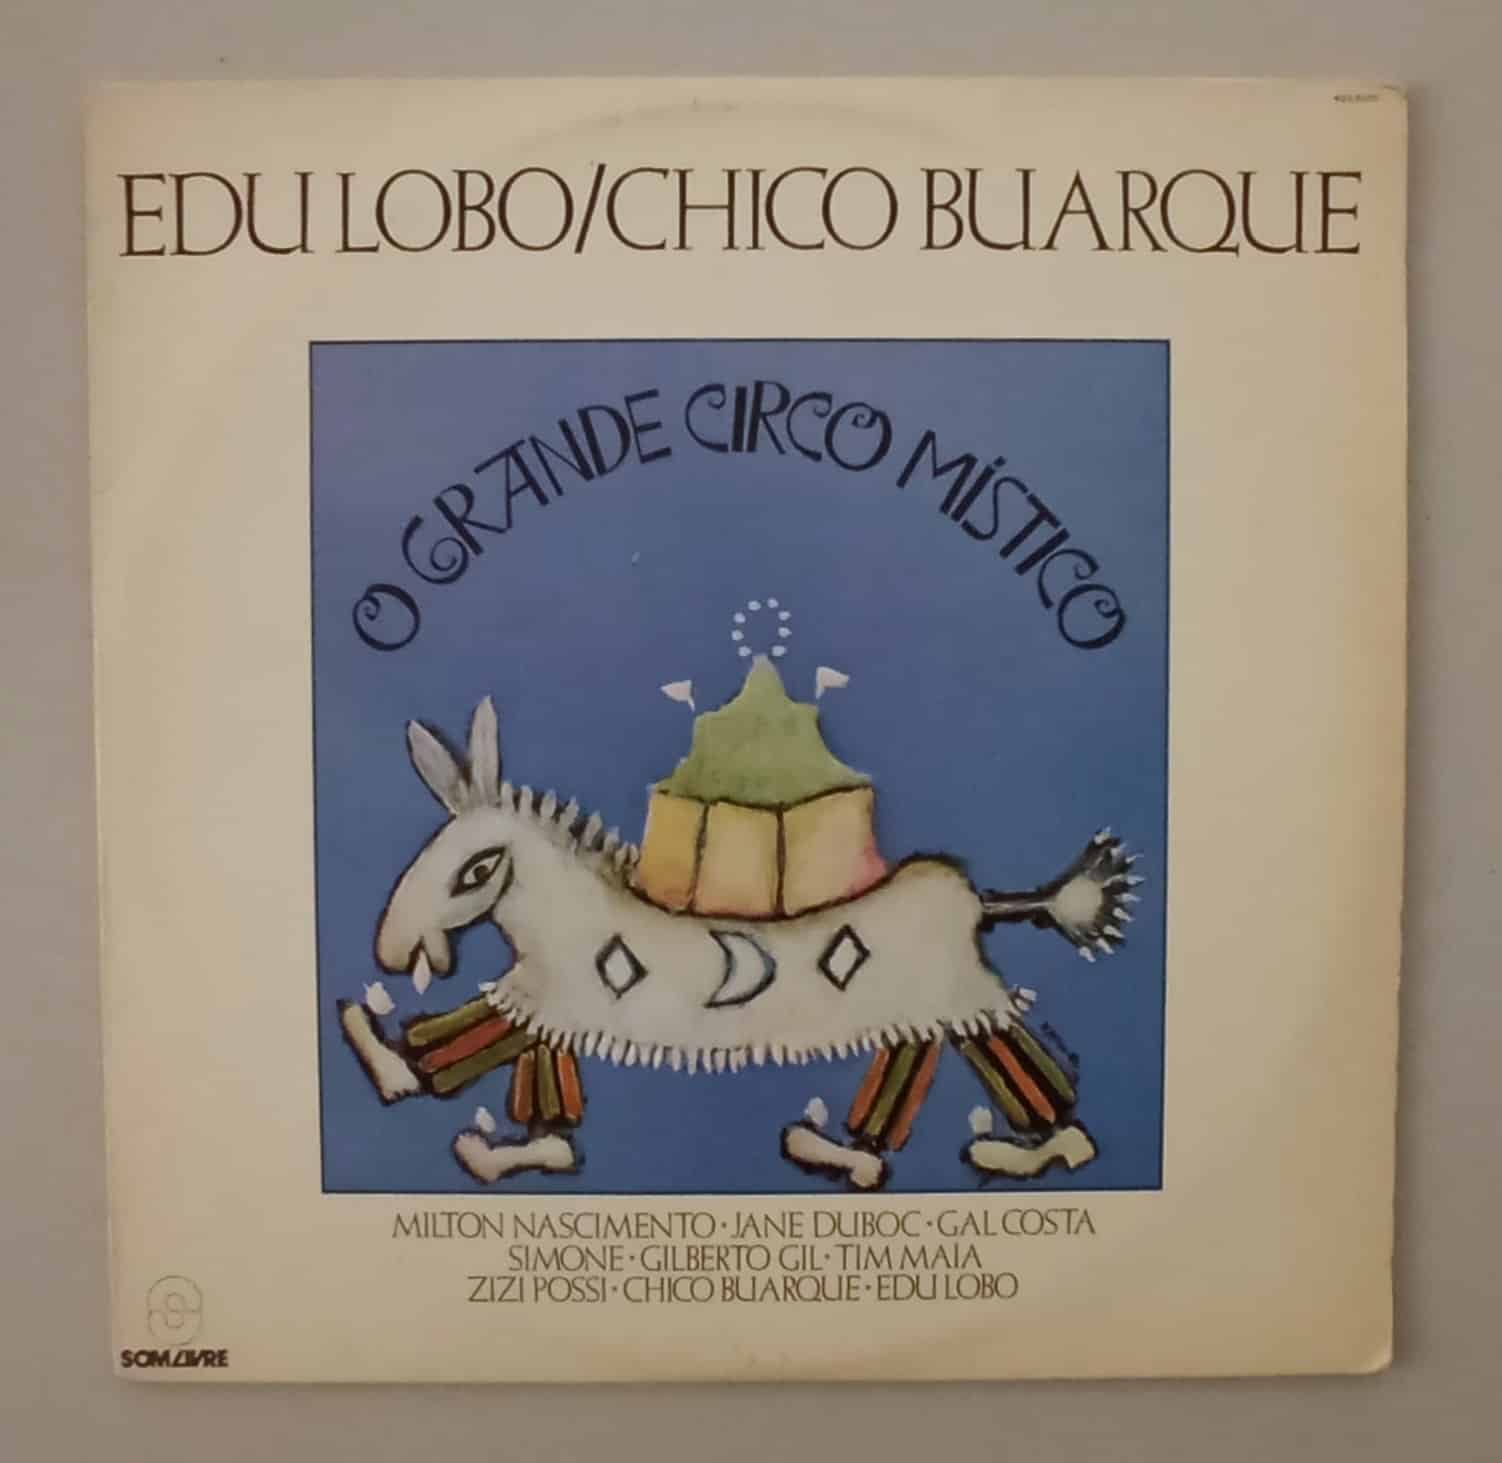 EDU LOBO/CHICO BUARQUE
O GRANDE CIRCO MÍSTICO
MILTON NASCIMENTO · JANE DUBOC · GAL COSTA
SIMONE · GILBERTO GIL · TIM MAIA
ZIZI POSSI · CHICO BUARQUE · EDU LOBO
SOM LIVRE